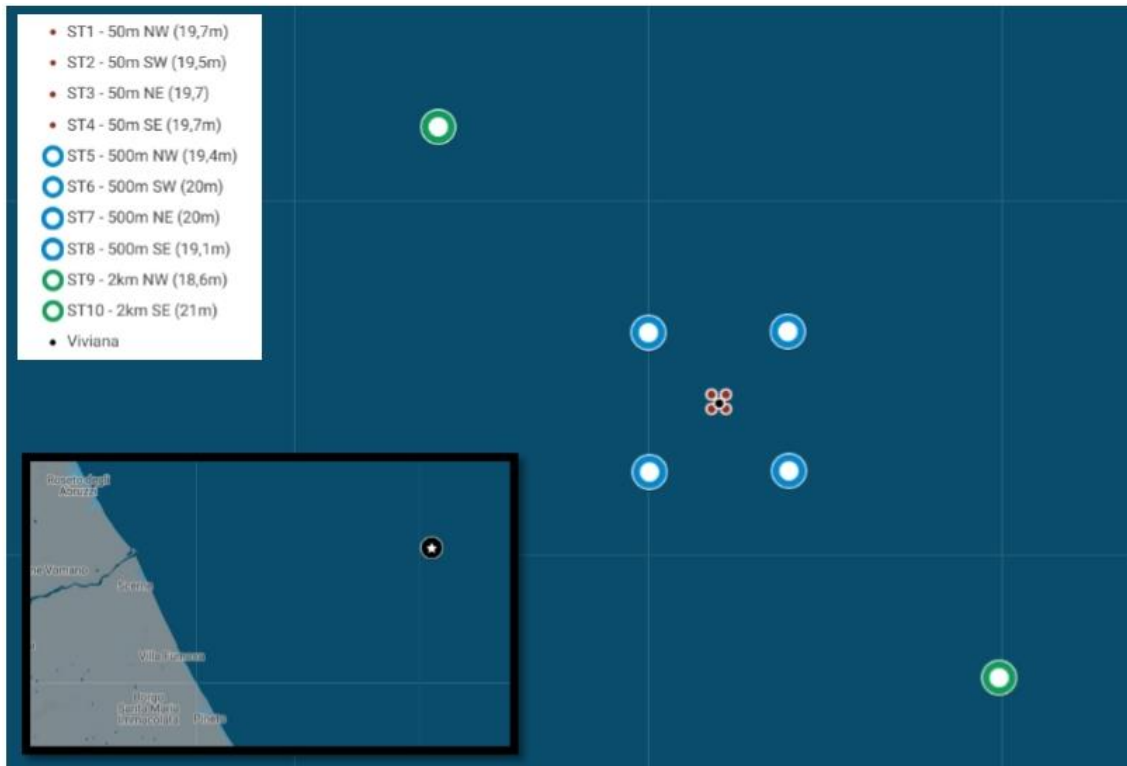 ST1 - 50m NW (19,7m)
ST2 - 50m SW (19,5m)
ST3 - 50m NE (19,7)
ST4 - 50m SE (19,7m)
ST5 - 500m NW (19,4m)
ST6 - 500m SW (20m)
ST7 - 500m NE (20m)
ST8 - 500m SE (19,1m)
ST9 - 2km NW (18,6m)
ST10 - 2km SE (21m)
Viviana
Roseto degli
Abruzzi
ne Vomano
Scerne
Villa Fumosa
Borgo
Santa Maria
Immacolata
Pineto